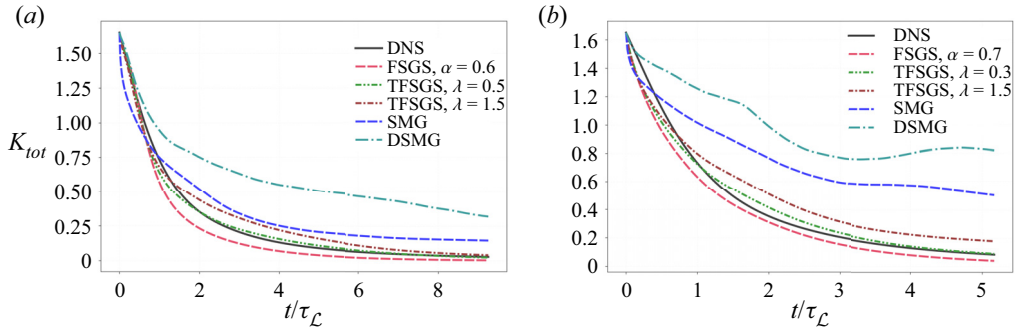 (a)
1.50
1.25
1.00
0.75
0.50
0.25
0
K_tot
0 2 4 6 8
t/τ_ℒ
DNS
FSGS, α = 0.6
TFSGS, λ = 0.5
TFSGS, λ = 1.5
SMG
DSMG
(b)
1.6
1.4
1.2
1.0
0.8
0.6
0.4
0.2
0
0 1 2 3 4 5
t/τ_ℒ
DNS
FSGS, α = 0.7
TFSGS, λ = 0.3
TFSGS, λ = 1.5
SMG
DSMG